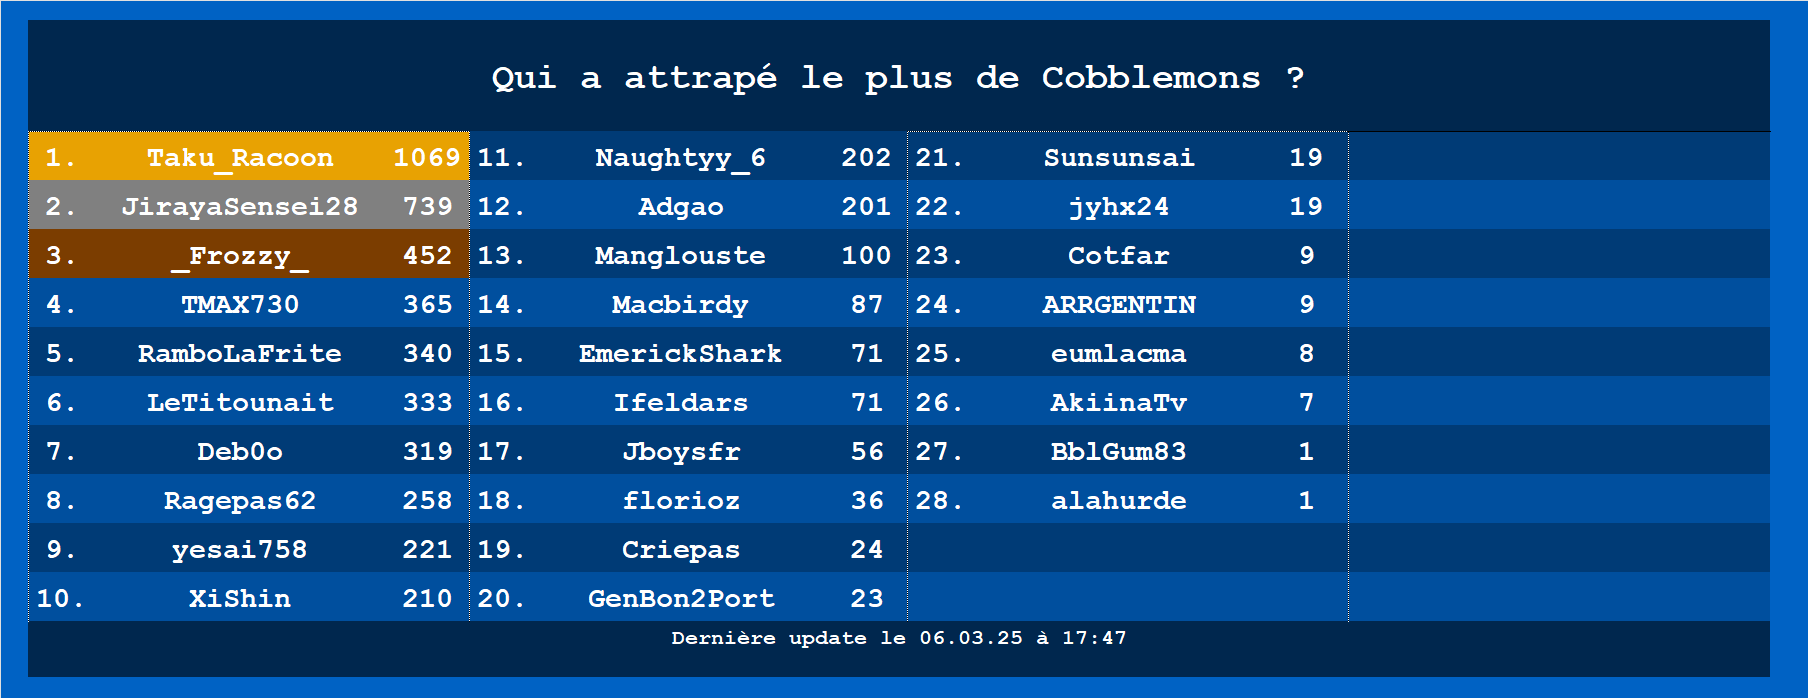 Qui a attrapé le plus de Cobblemons ?
1. Taku_Racoon 1069
2. JirayaSensei28 739
3. _Frozzy_ 452
4. TMAX730 365
5. RamboLaFrite 340
6. LeTitounait 333
7. Deb0o 319
8. Ragepas62 258
9. yesai758 221
10. XiShin 210
11. Naughtyy_6 202
12. Adgao 201
13. Manglouste 100
14. Macbirdy 87
15. EmerickShark 71
16. Ifeldars 71
17. Jboysfr 56
18. florioz 36
19. Criepas 24
20. GenBon2Port 23
21. Sunsunsai 19
22. jyhx24 19
23. Cotfar 9
24. ARRGENTIN 9
25. eumlacma 8
26. AkiinaTv 7
27. BblGum83 1
28. alahurde 1
Dernière update le 06.03.25 à 17:47